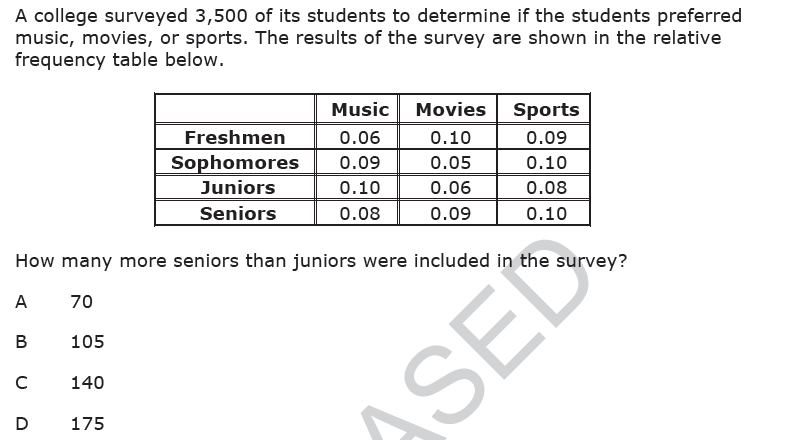 A college surveyed 3,500 of its students to determine if the students preferred
music, movies, or sports. The results of the survey are shown in the relative
frequency table below.
Music Movies Sports
Freshmen 0.06 0.10 0.09
Sophomores 0.09 0.05 0.10
Juniors 0.10 0.06 0.08
Seniors 0.08 0.09 0.10
How many more seniors than juniors were included in the survey?
A 70
B 105
C 140
D 175
ASED